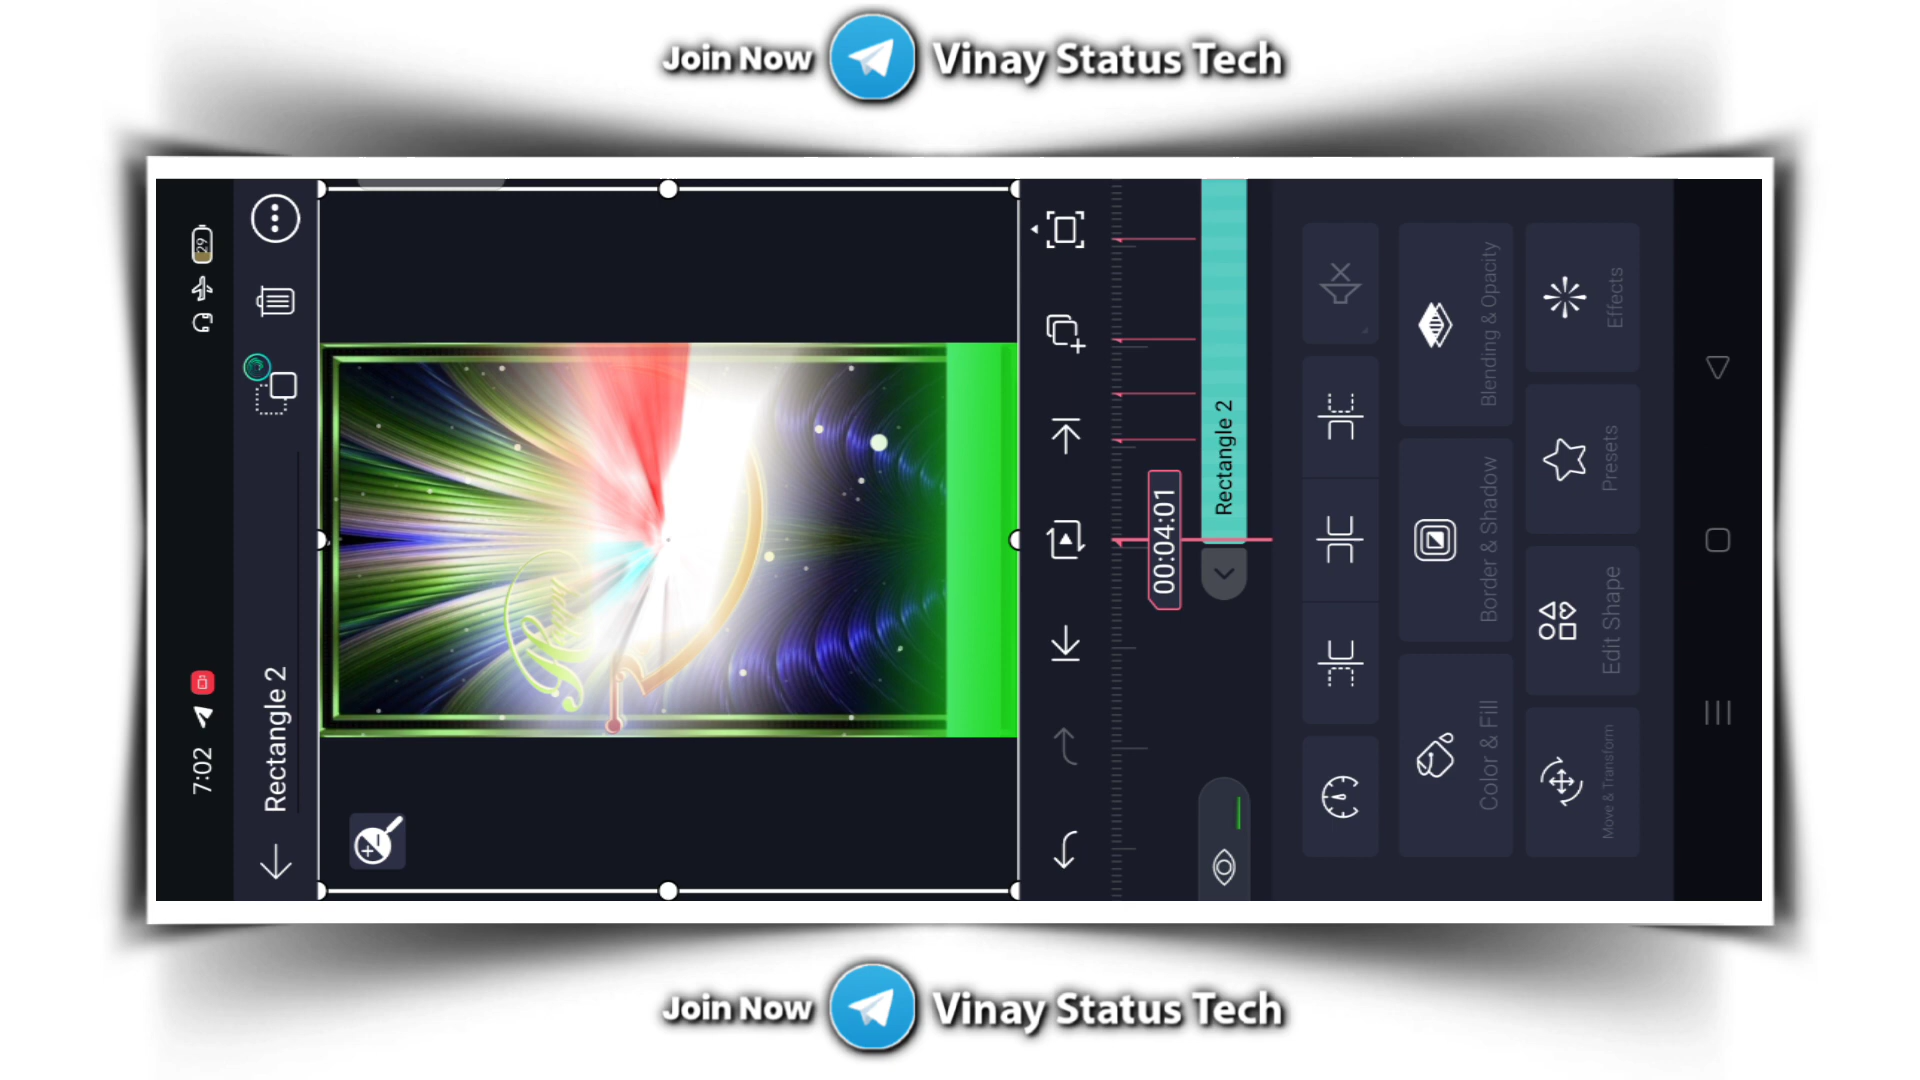 Join Now Vinay Status Tech
7:02
29
Rectangle 2
00:04:01
Rectangle 2
Color & Fill
Border & Shadow
Blending & Opacity
Move & Transform
Edit Shape
Presets
Effects
Join Now Vinay Status Tech